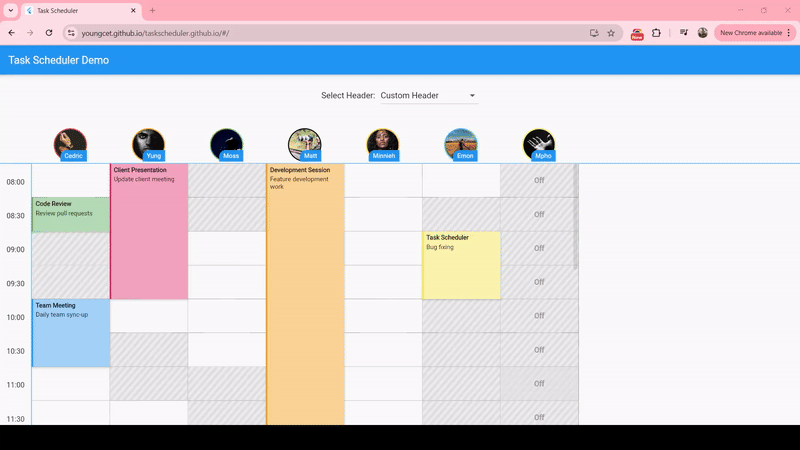 Task Scheduler
youngcet.github.io/taskscheduler.github.io/#/
New
New Chrome available
Task Scheduler Demo
Select Header: Custom Header
Cedric
Yung
Moss
Matt
Minnieh
Emon
Mpho
08:00
Client Presentation
Update client meeting
Development Session
Feature development
work
Off
08:30
Code Review
Review pull requests
Off
09:00
Task Scheduler
Bug fixing
Off
09:30
Off
10:00
Team Meeting
Daily team sync-up
Off
10:30
Off
11:00
Off
11:30
Off